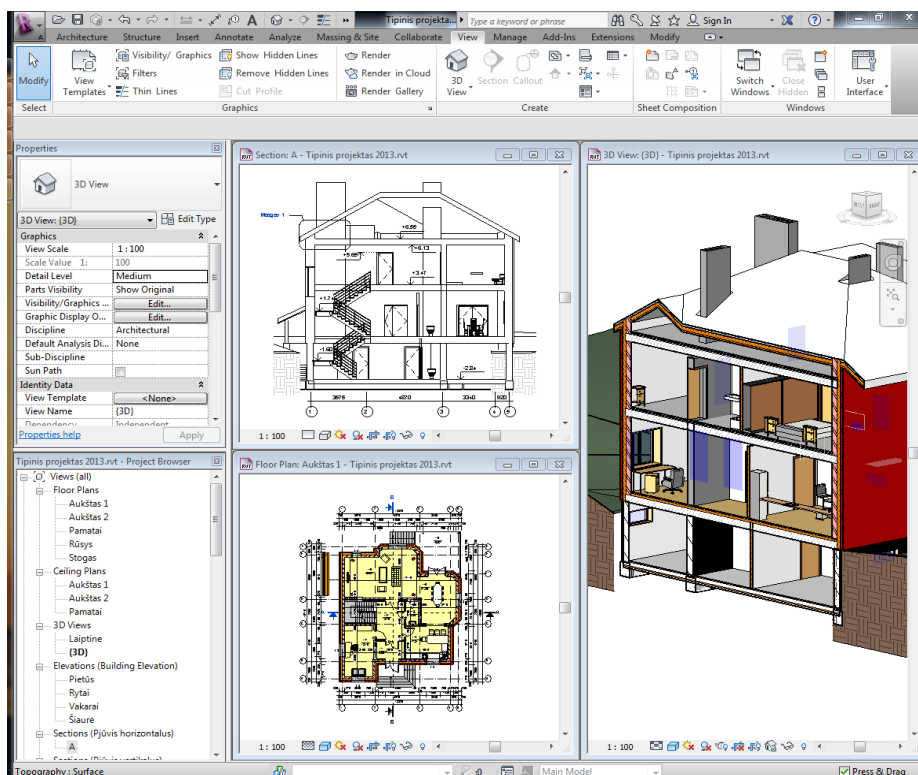 Tipinis projekta... Type a keyword or phrase Sign In
Architecture Structure Insert Annotate Analyze Massing & Site Collaborate View Manage Add-Ins Extensions Modify
Modify
View Templates
Visibility/ Graphics
Filters
Thin Lines
Show Hidden Lines
Remove Hidden Lines
Cut Profile
Render
Render in Cloud
Render Gallery
3D View
Section
Callout
Switch Windows
Close Hidden
User Interface
Select Graphics Create Sheet Composition Windows
Properties
3D View
3D View: {3D} Edit Type
Graphics
View Scale 1 : 100
Scale Value 1: 100
Detail Level Medium
Parts Visibility Show Original
Visibility/Graphics ... Edit...
Graphic Display O... Edit...
Discipline Architectural
Default Analysis Di... None
Sub-Discipline
Sun Path
Identity Data
View Template <None>
View Name {3D}
Dependency Independent
Properties help Apply
Tipinis projektas 2013.rvt - Project Browser
Views (all)
Floor Plans
Aukštas 1
Aukštas 2
Pamatai
Rūsys
Stogas
Ceiling Plans
Aukštas 1
Aukštas 2
Pamatai
3D Views
Laiptine
{3D}
Elevations (Building Elevation)
Pietūs
Rytai
Vakarai
Šiaurė
Sections (Pjūvis horizontalus)
A
Section: A - Tipinis projektas 2013.rvt
+6.13
+3.47
1 : 100
Floor Plan: Aukštas 1 - Tipinis projektas 2013.rvt
1 : 100
3D View: {3D} - Tipinis projektas 2013.rvt
1 : 100
Topography : Surface :0 Main Model Press & Drag